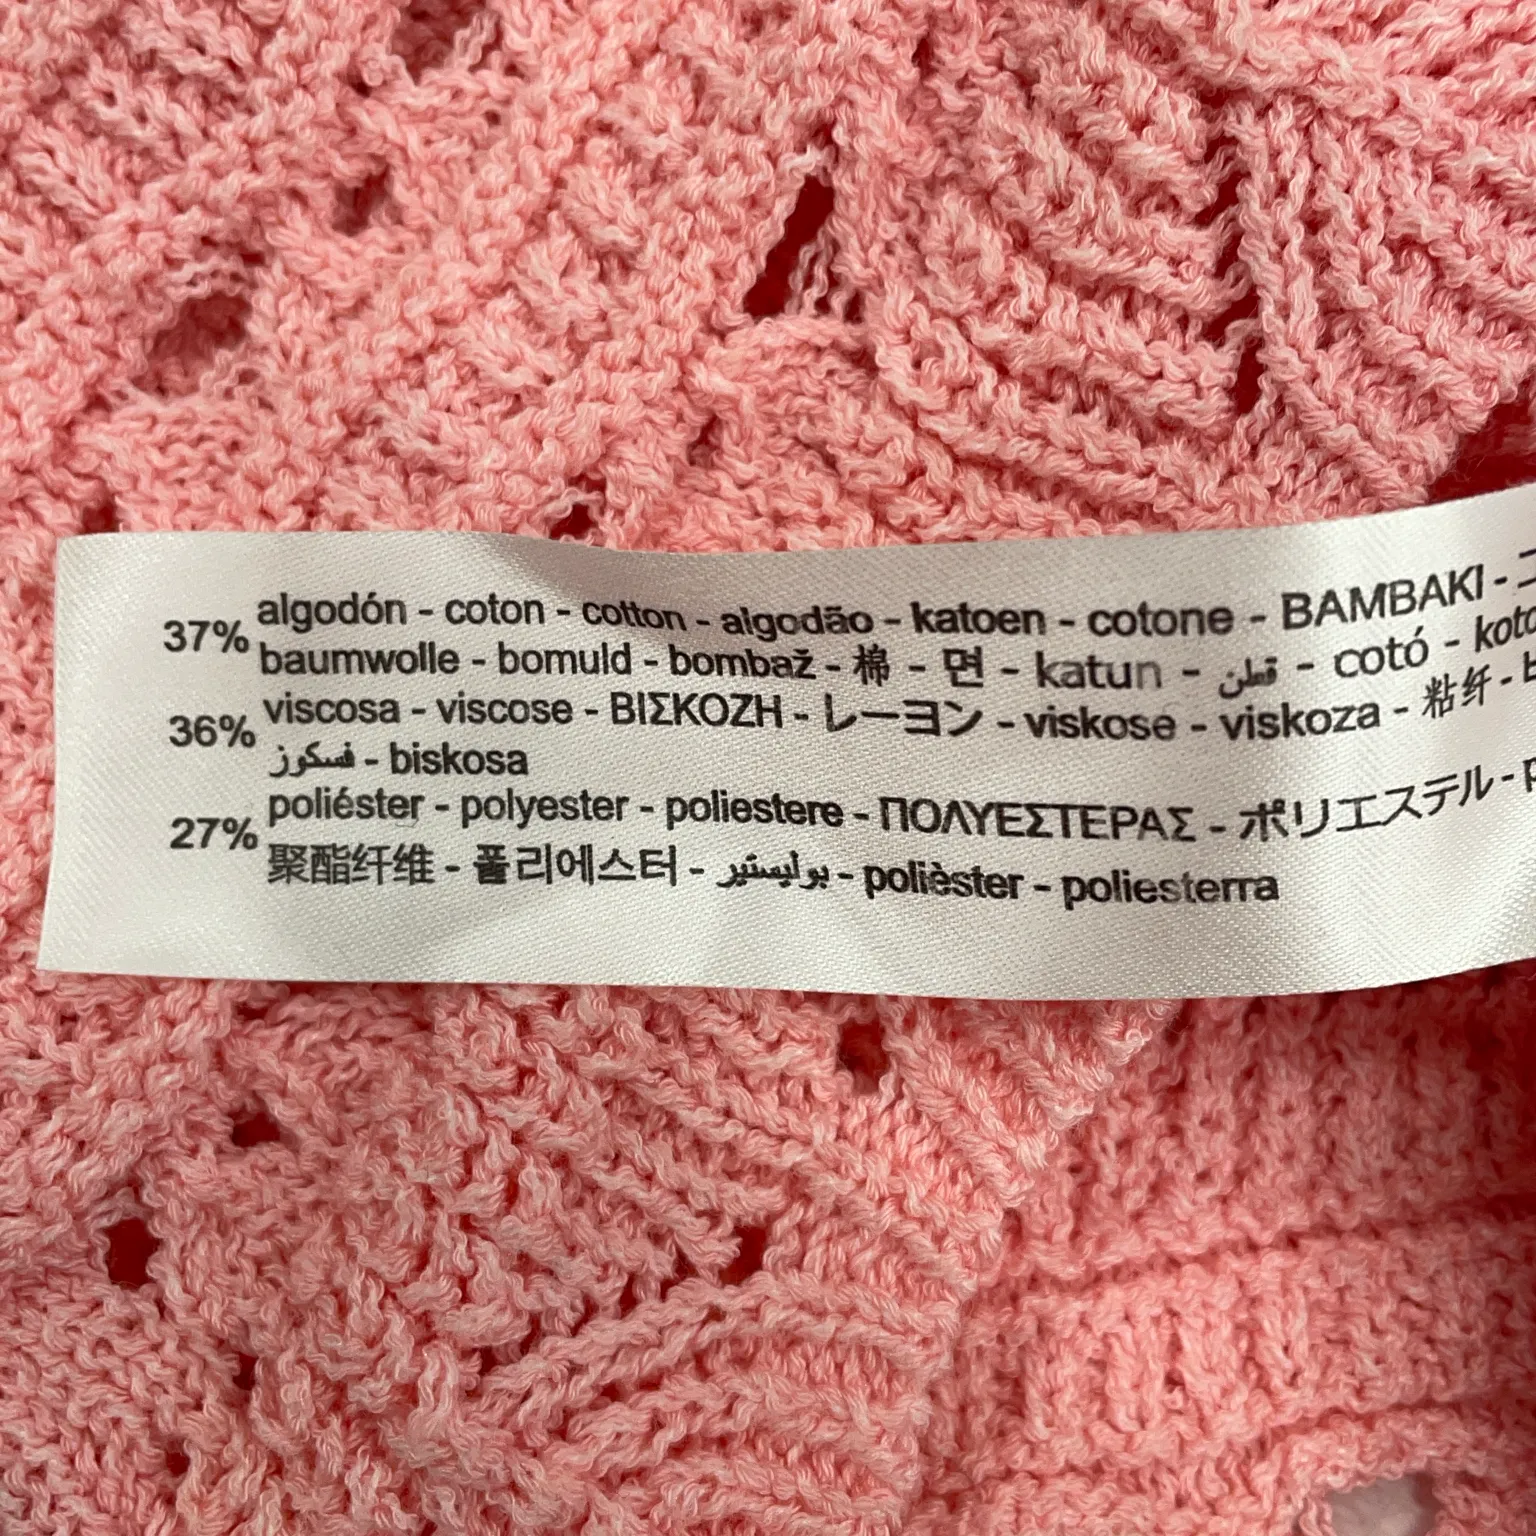 37% algodón - coton - cotton - algodão - katoen - cotone - BAMBAKI -
baumwolle - bomuld - bombaž - 棉 - 면 - katun - قطن - cotó -
36% viscosa - viscose - ΒΙΣΚΟΖΗ - レーヨン - viskose - viskoza - 粘纤 -
فسكوز - biskosa
27% poliéster - polyester - poliestere - ΠΟΛΥΕΣΤΕΡΑΣ - ポリエステル -
聚酯纤维 - 폴리에스터 - بوليستير - polièster - poliesterra